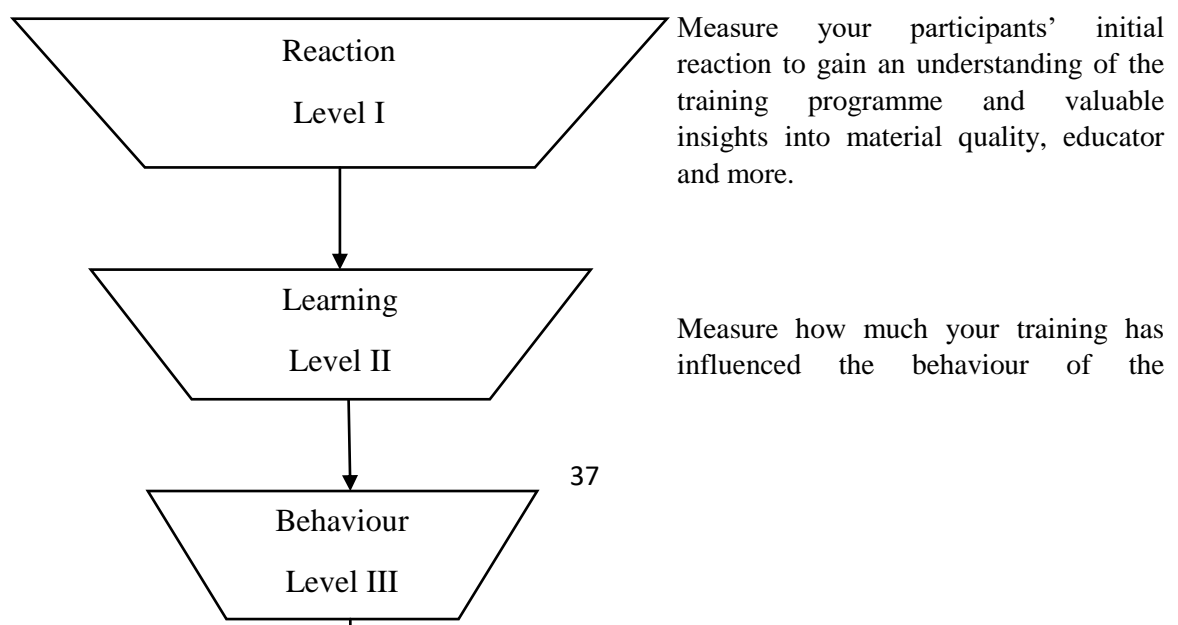 Reaction
Level I
Measure your participants’ initial
reaction to gain an understanding of the
training programme and valuable
insights into material quality, educator
and more.
Learning
Level II
Measure how much your training has
influenced the behaviour of the
37
Behaviour
Level III